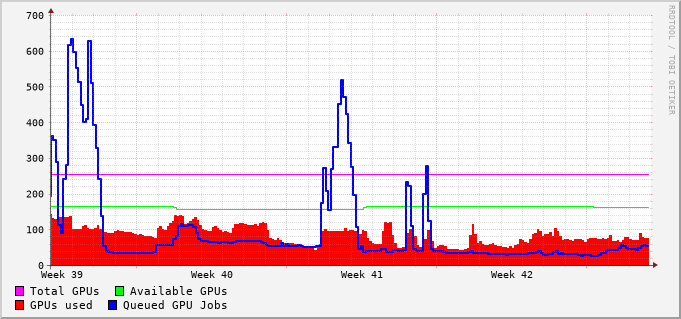 700
600
500
400
300
200
100
0
Week 39 Week 40 Week 41 Week 42
Total GPUs Available GPUs
GPUs used Queued GPU Jobs
RRDTOOL / TOBI OETIKER